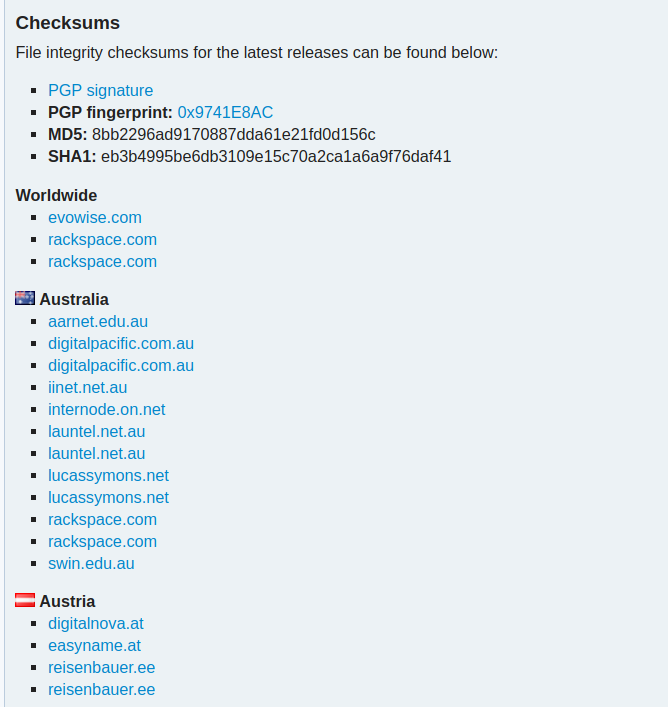 Checksums
File integrity checksums for the latest releases can be found below:
PGP signature
PGP fingerprint: 0x9741E8AC
MD5: 8bb2296ad9170887dda61e21fd0d156c
SHA1: eb3b4995be6db3109e15c70a2ca1a6a9f76daf41
Worldwide
evowise.com
rackspace.com
rackspace.com
Australia
aarnet.edu.au
digitalpacific.com.au
digitalpacific.com.au
iinet.net.au
internode.on.net
launtel.net.au
launtel.net.au
lucassymons.net
lucassymons.net
rackspace.com
rackspace.com
swin.edu.au
Austria
digitalnova.at
easyname.at
reisenbauer.ee
reisenbauer.ee